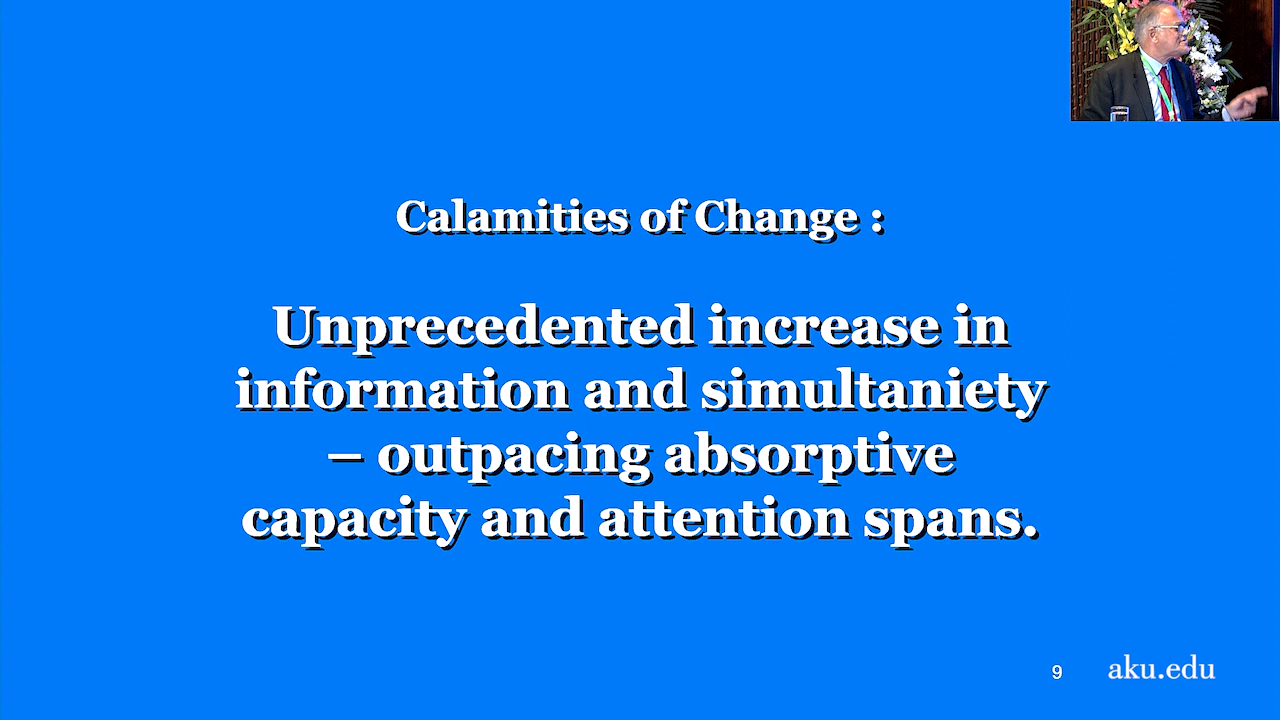 Calamities of Change :
Unprecedented increase in
information and simultaniety
– outpacing absorptive
capacity and attention spans.
9
aku.edu